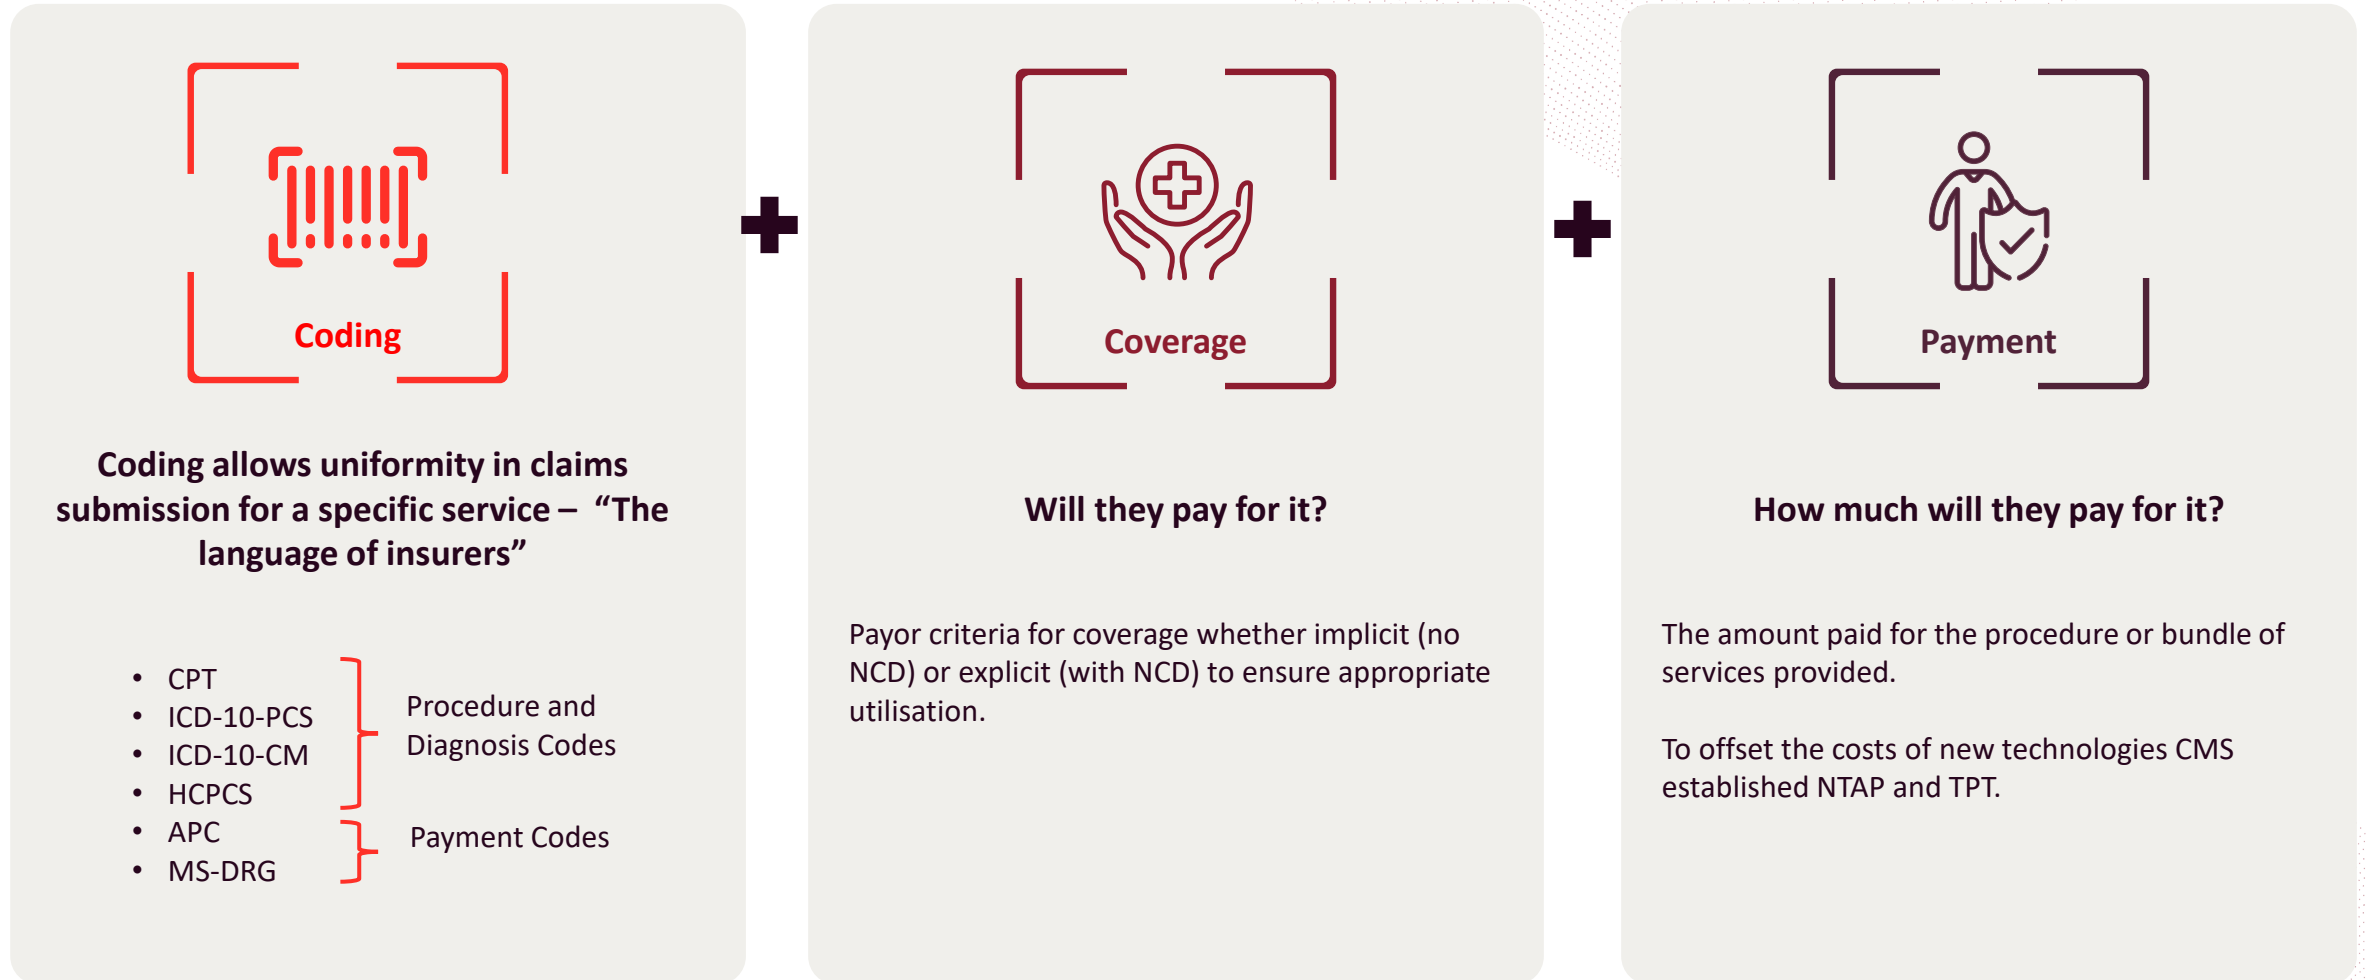 Coding
Coding allows uniformity in claims
submission for a specific service – “The
language of insurers”
• CPT
• ICD-10-PCS
• ICD-10-CM
• HCPCS
• APC
• MS-DRG
Procedure and
Diagnosis Codes
Payment Codes
Coverage
Will they pay for it?
Payor criteria for coverage whether implicit (no
NCD) or explicit (with NCD) to ensure appropriate
utilisation.
Payment
How much will they pay for it?
The amount paid for the procedure or bundle of
services provided.
To offset the costs of new technologies CMS
established NTAP and TPT.